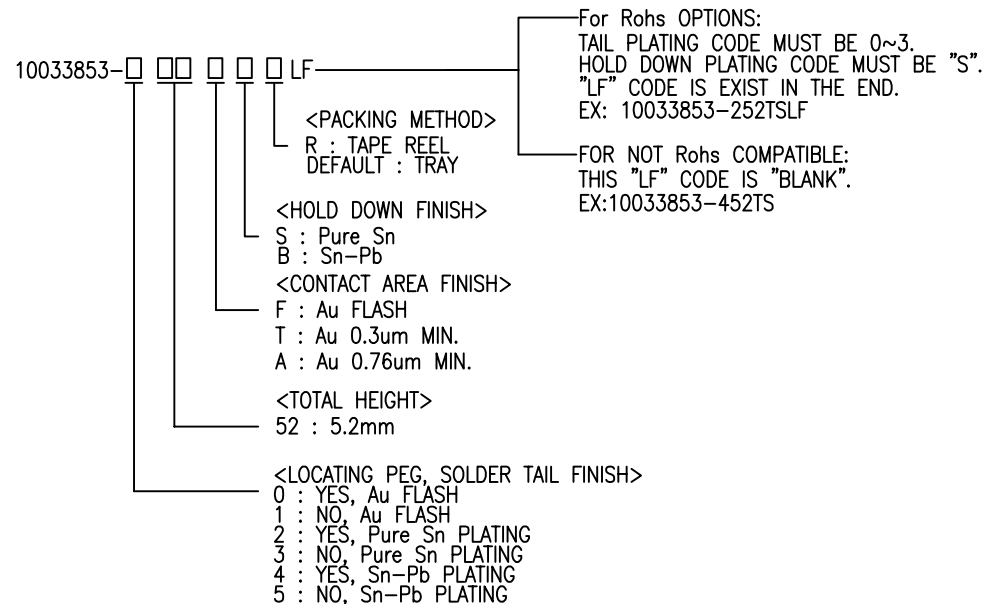 10033853-□ □□ □ □ □ LF
For Rohs OPTIONS:
TAIL PLATING CODE MUST BE 0~3.
HOLD DOWN PLATING CODE MUST BE "S".
"LF" CODE IS EXIST IN THE END.
EX: 10033853-252TSLF
FOR NOT Rohs COMPATIBLE:
THIS "LF" CODE IS "BLANK".
EX:10033853-452TS
<PACKING METHOD>
R : TAPE REEL
DEFAULT : TRAY
<HOLD DOWN FINISH>
S : Pure Sn
B : Sn-Pb
<CONTACT AREA FINISH>
F : Au FLASH
T : Au 0.3um MIN.
A : Au 0.76um MIN.
<TOTAL HEIGHT>
52 : 5.2mm
<LOCATING PEG, SOLDER TAIL FINISH>
0 : YES, Au FLASH
1 : NO, Au FLASH
2 : YES, Pure Sn PLATING
3 : NO, Pure Sn PLATING
4 : YES, Sn-Pb PLATING
5 : NO, Sn-Pb PLATING